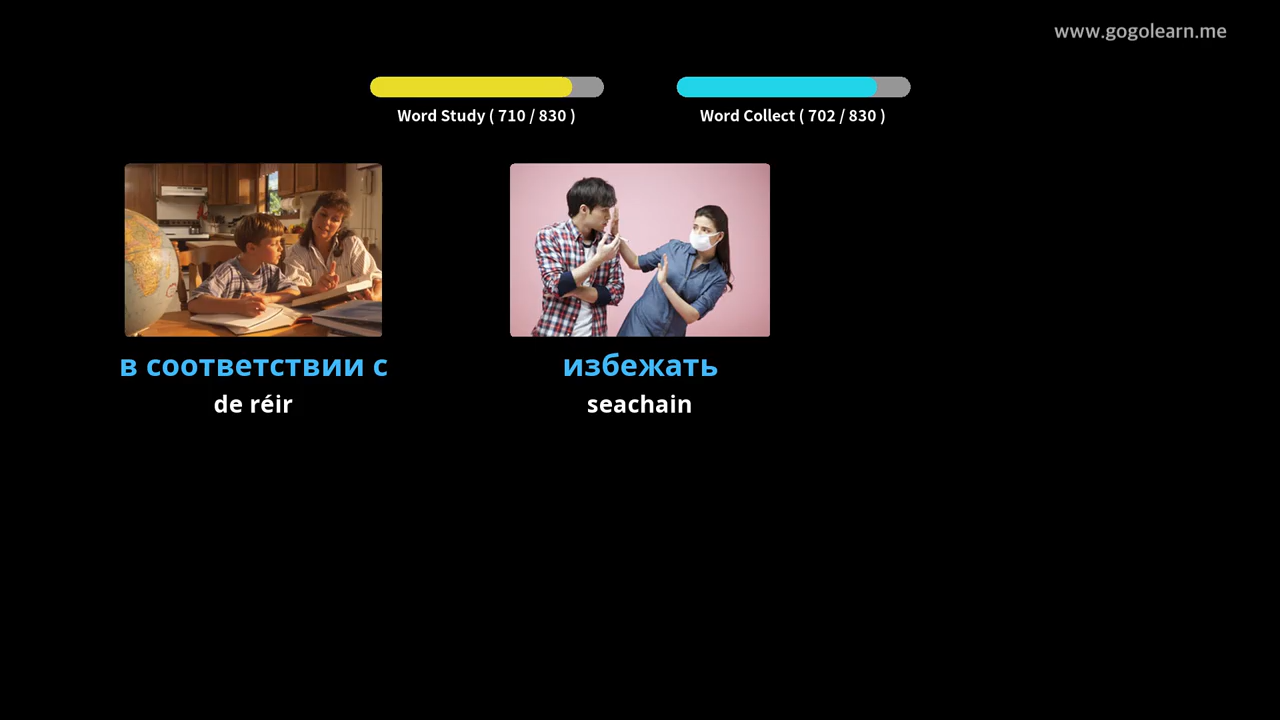 www.gogolearn.me
Word Study ( 710 / 830 )
Word Collect ( 702 / 830 )
в соответствии с
de réir
избежать
seachain